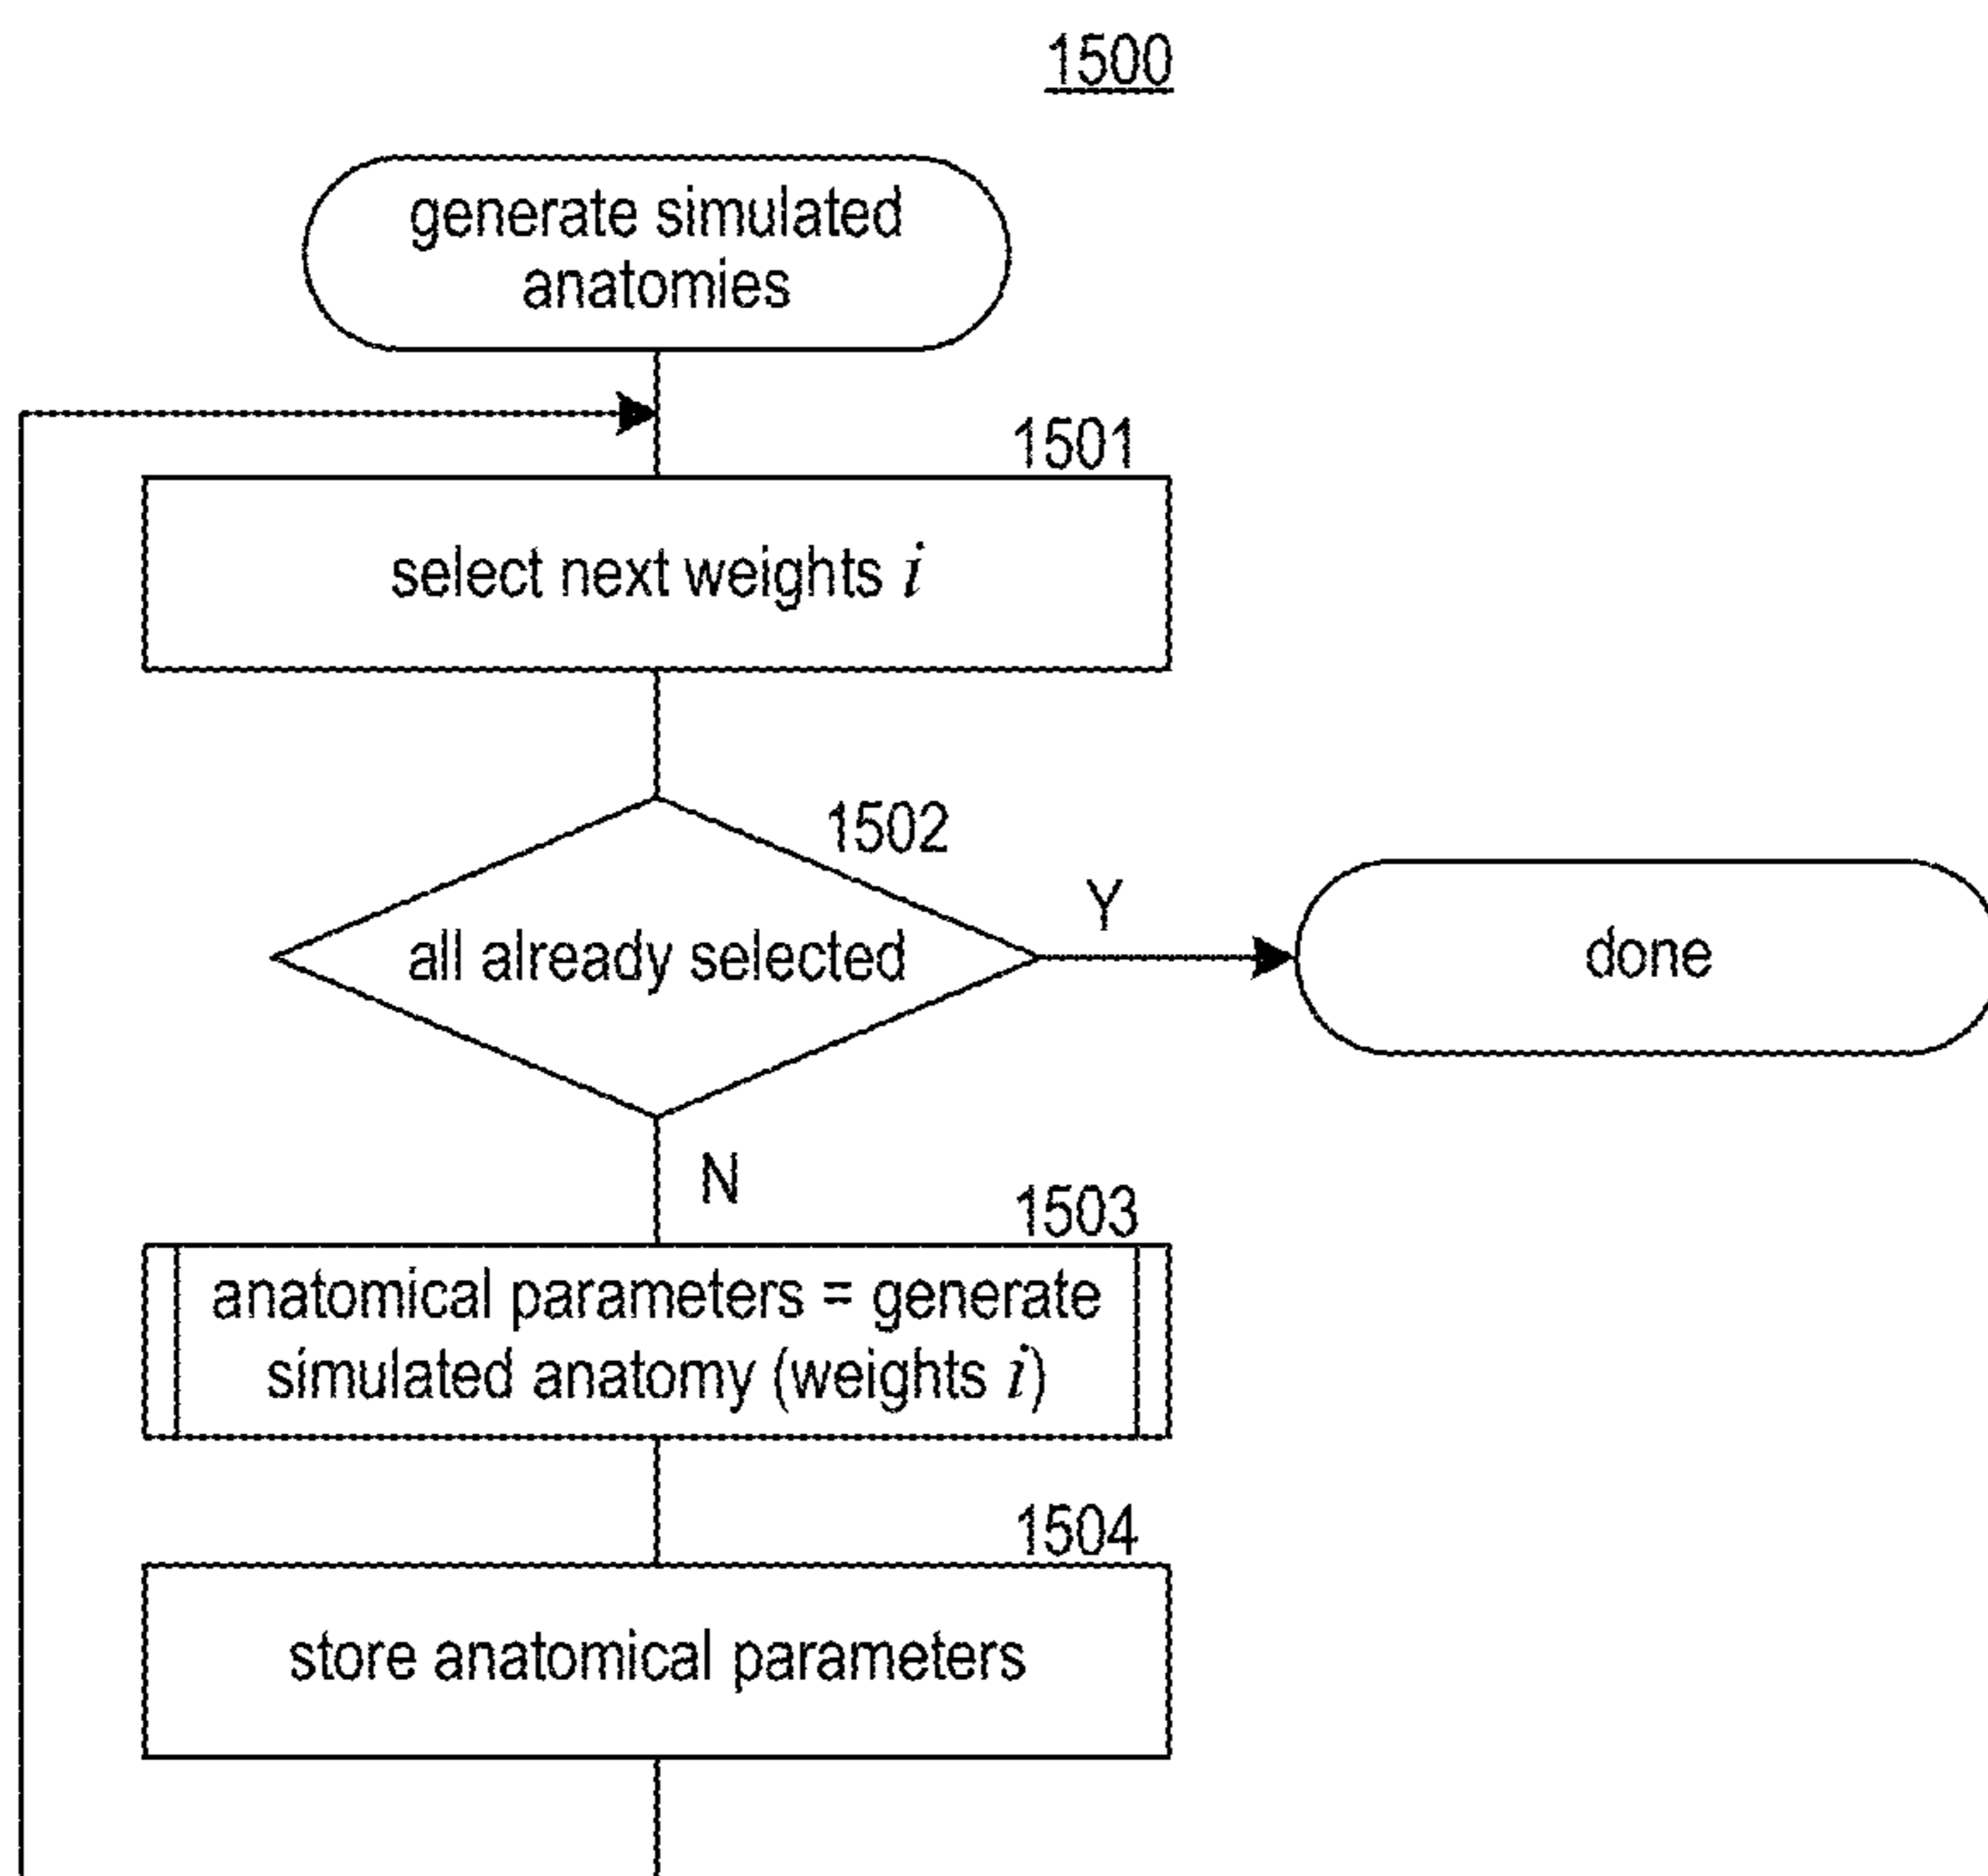 1500
generate simulated
anatomies
1501
select next weights i
1502
all already selected
Y
done
N
1503
anatomical parameters = generate
simulated anatomy (weights i)
1504
store anatomical parameters